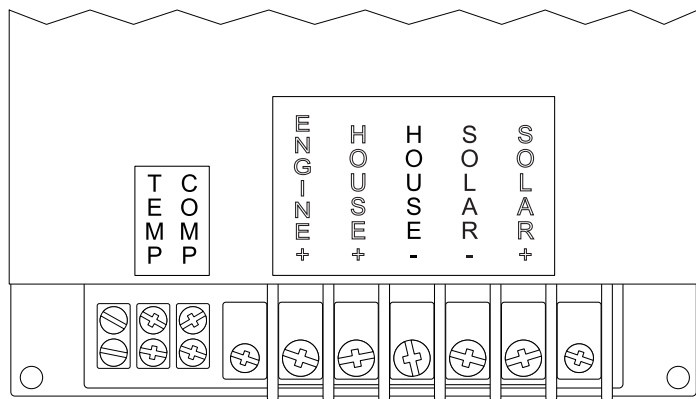 TEMP
COMP
ENGINE +
HOUSE +
HOUSE -
SOLAR -
SOLAR +